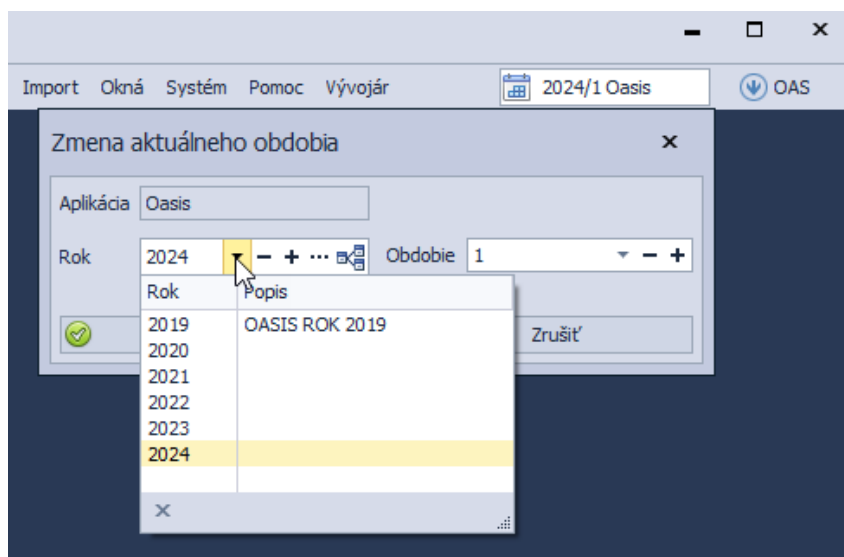 Import Okná Systém Pomoc Vývojár 2024/1 Oasis OAS
Zmena aktuálneho obdobia
Aplikácia Oasis
Rok 2024 Obdobie 1
Rok Popis
2019 OASIS ROK 2019
2020
2021
2022
2023
2024
Zrušiť